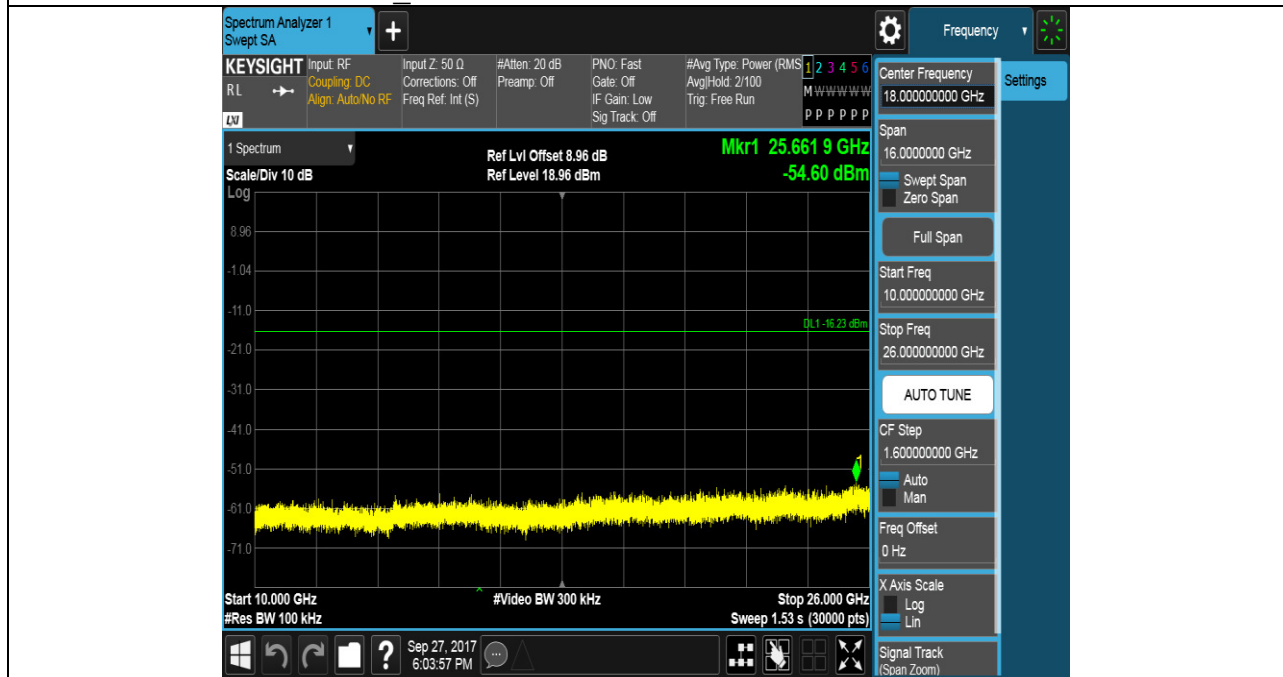 Spectrum Analyzer 1
Swept SA
+
Frequency
KEYSIGHT
RL
LXI
Input: RF
Coupling: DC
Align: Auto/No RF
Input Z: 50 Ω
Corrections: Off
Freq Ref: Int (S)
#Atten: 20 dB
Preamp: Off
PNO: Fast
Gate: Off
IF Gain: Low
Sig Track: Off
#Avg Type: Power (RMS
Avg|Hold: 2/100
Trig: Free Run
1 2 3 4 5 6
M W W W W W
P P P P P P
1 Spectrum
Scale/Div 10 dB
Ref Lvl Offset 8.96 dB
Ref Level 18.96 dBm
Mkr1 25.661 9 GHz
-54.60 dBm
Log
8.96
-1.04
-11.0
DL1 -16.23 dBm
-21.0
-31.0
-41.0
-51.0
1
-61.0
-71.0
Start 10.000 GHz
#Res BW 100 kHz
#Video BW 300 kHz
Stop 26.000 GHz
Sweep 1.53 s (30000 pts)
?
Sep 27, 2017
6:03:57 PM
Center Frequency
18.000000000 GHz
Span
16.0000000 GHz
Swept Span
Zero Span
Full Span
Start Freq
10.000000000 GHz
Stop Freq
26.000000000 GHz
AUTO TUNE
CF Step
1.600000000 GHz
Auto
Man
Freq Offset
0 Hz
X Axis Scale
Log
Lin
Signal Track
(Span Zoom)
Settings